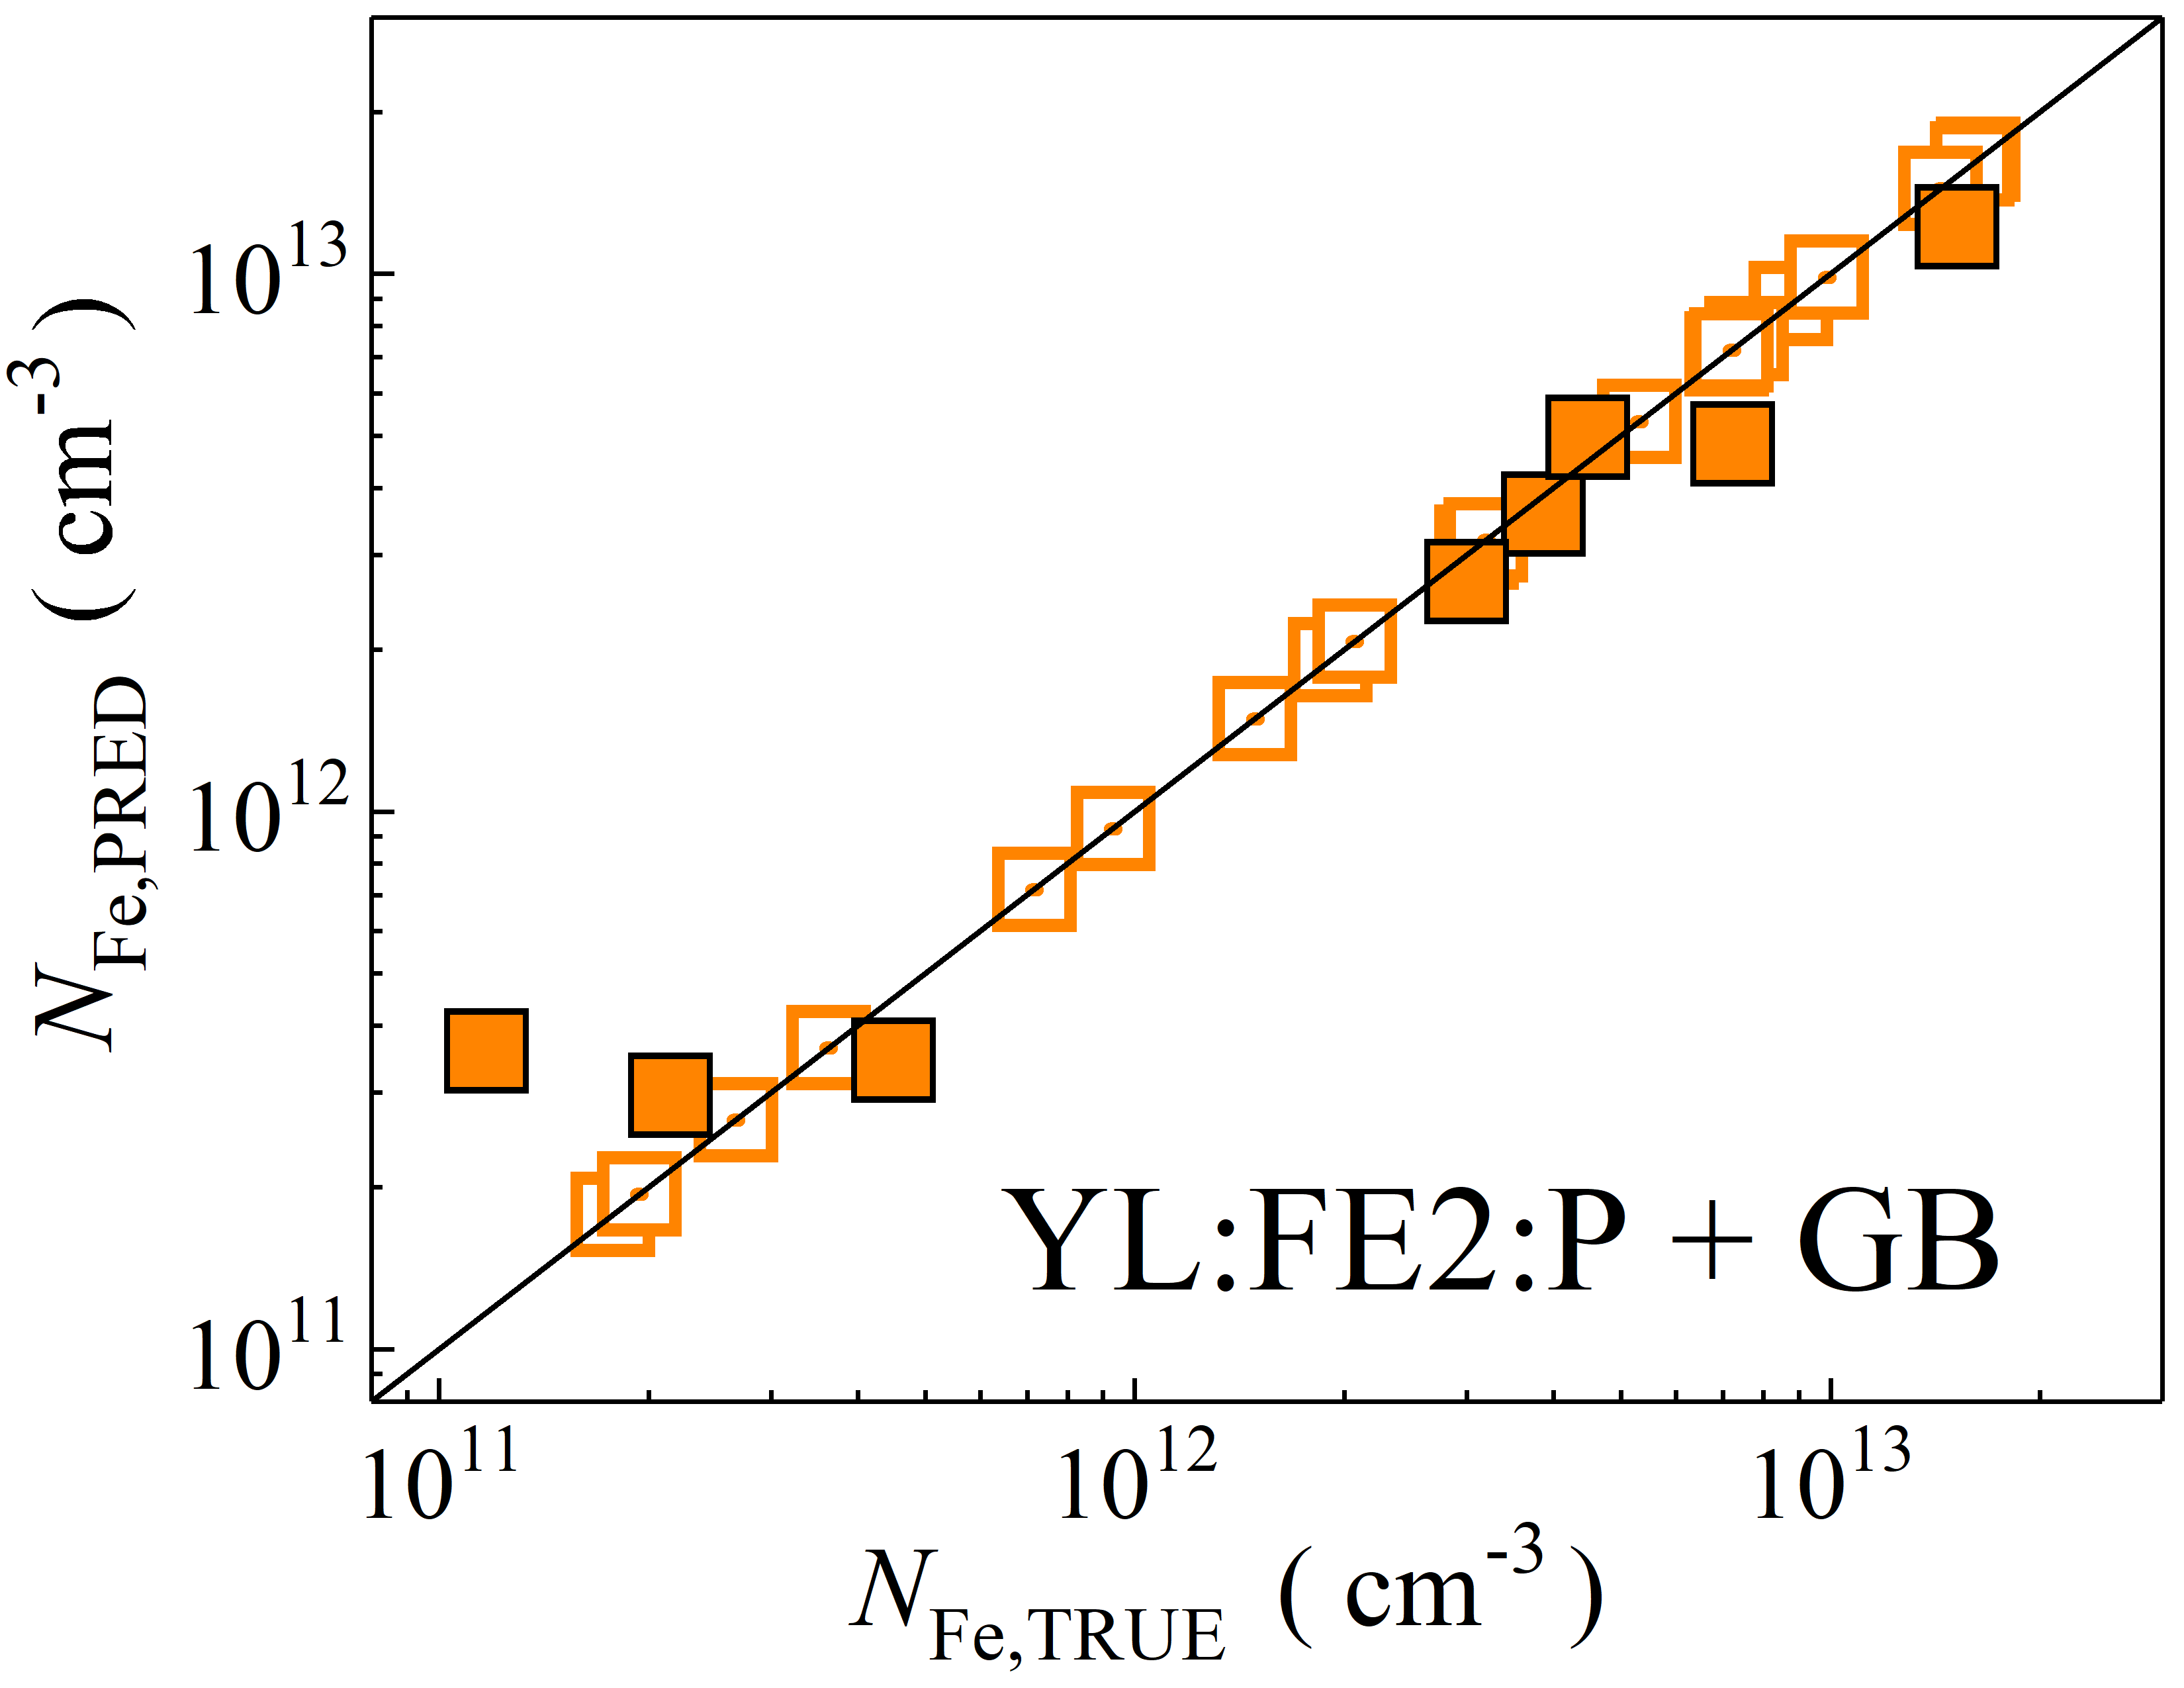 N_Fe,PRED ( cm^-3 )
10^13
10^12
10^11
YL:FE2:P + GB
10^11 10^12 10^13
N_Fe,TRUE ( cm^-3 )